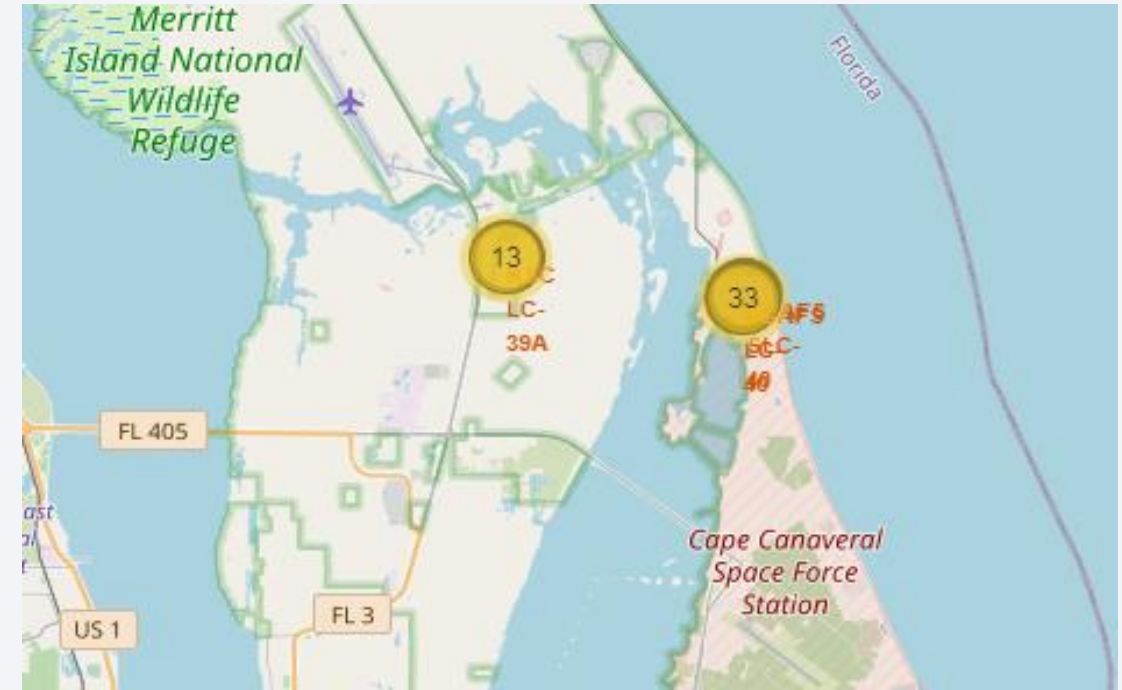 Merritt
Island National
Wildlife
Refuge
Florida
13
LC-
39A
33
FL 405
Cape Canaveral
Space Force
Station
FL 3
US 1